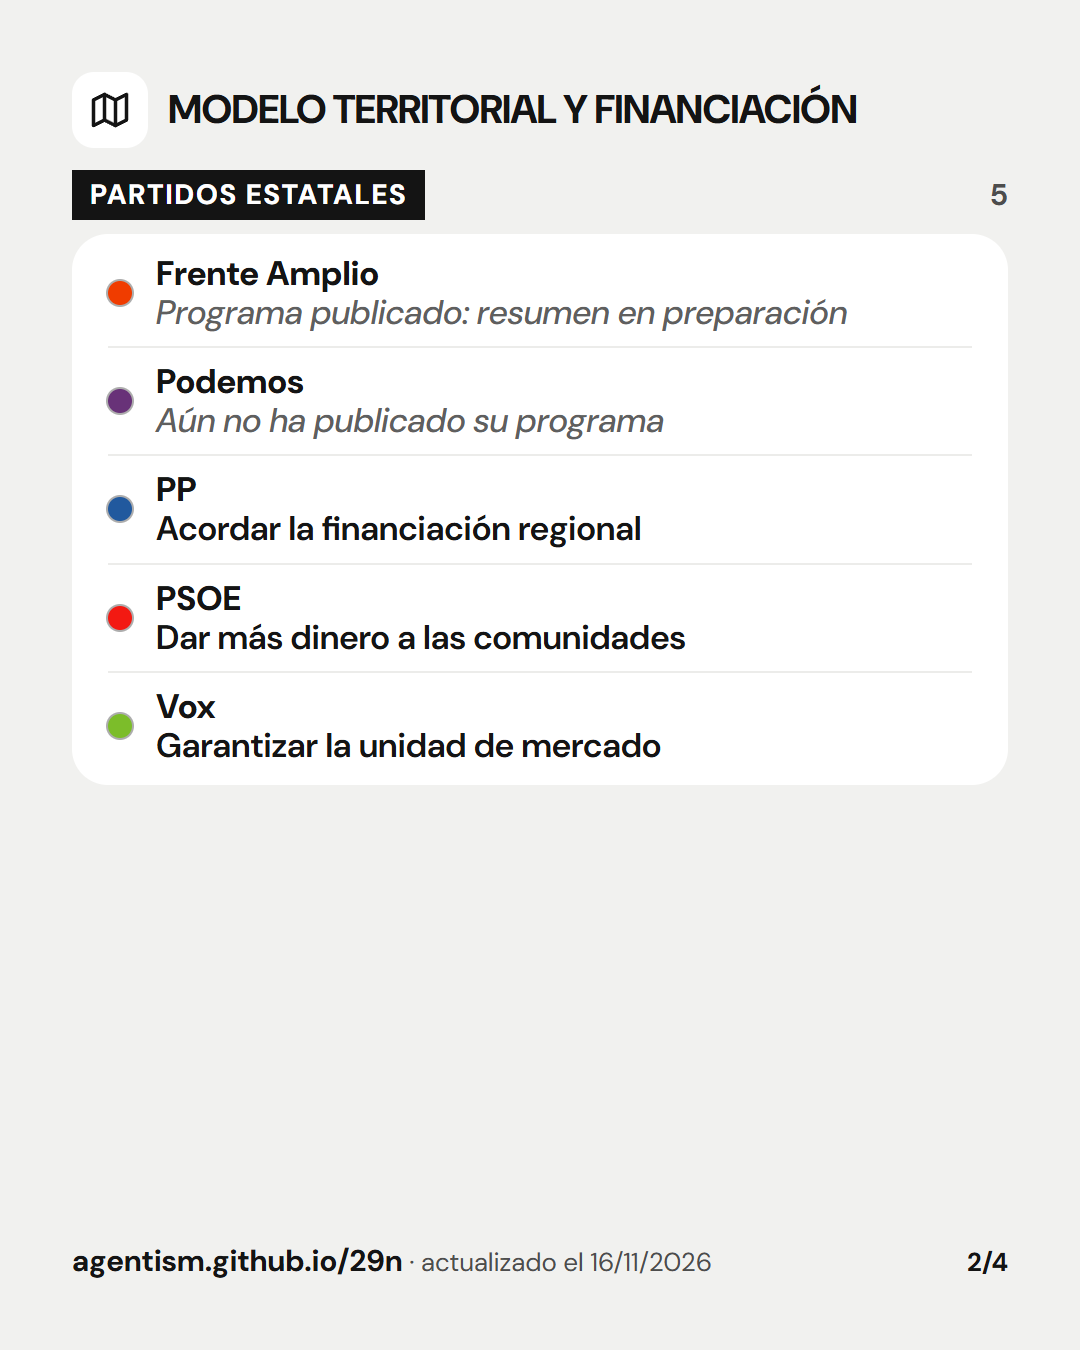 MODELO TERRITORIAL Y FINANCIACIÓN
PARTIDOS ESTATALES 5
Frente Amplio
Programa publicado: resumen en preparación
Podemos
Aún no ha publicado su programa
PP
Acordar la financiación regional
PSOE
Dar más dinero a las comunidades
Vox
Garantizar la unidad de mercado
agentism.github.io/29n · actualizado el 16/11/2026 2/4